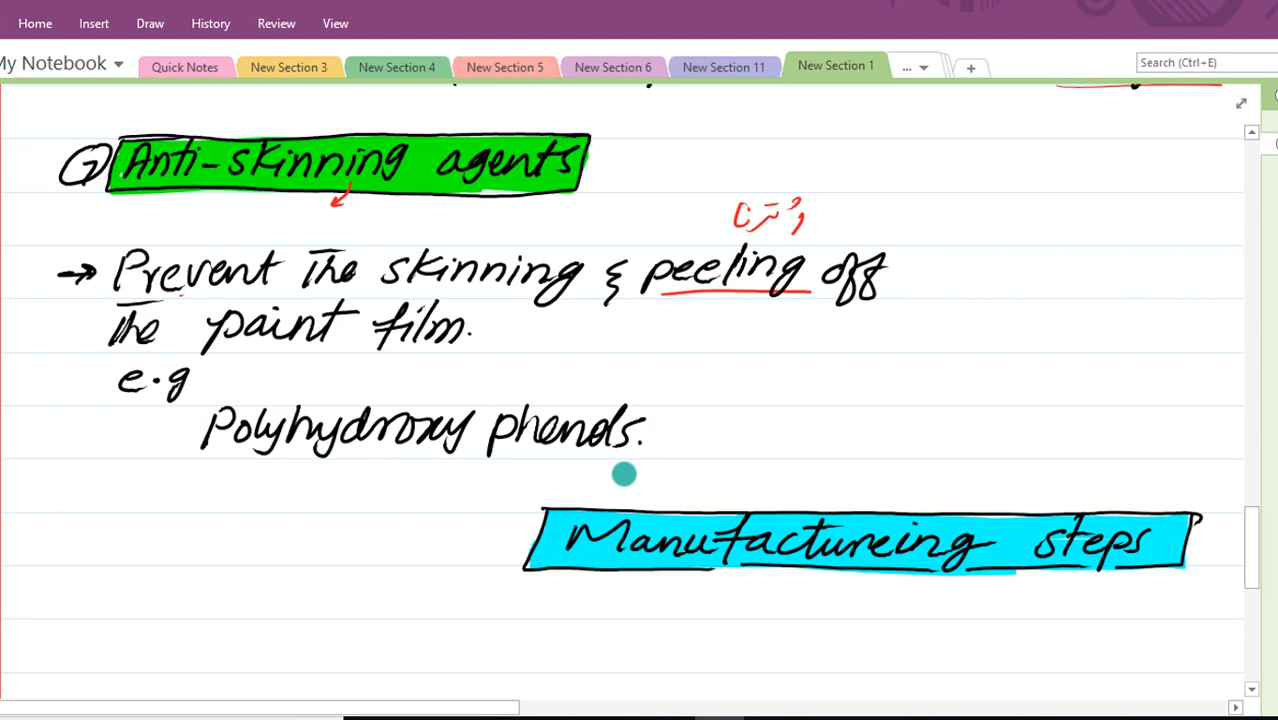 Home Insert Draw History Review View
My Notebook Quick Notes New Section 3 New Section 4 New Section 5 New Section 6 New Section 11 New Section 1 ... + Search (Ctrl+E)
7 Anti-skinning agents
→ Prevent The skinning & peeling off
The paint film.
e.g
Polyhydroxy phenols.
Manufactureing steps